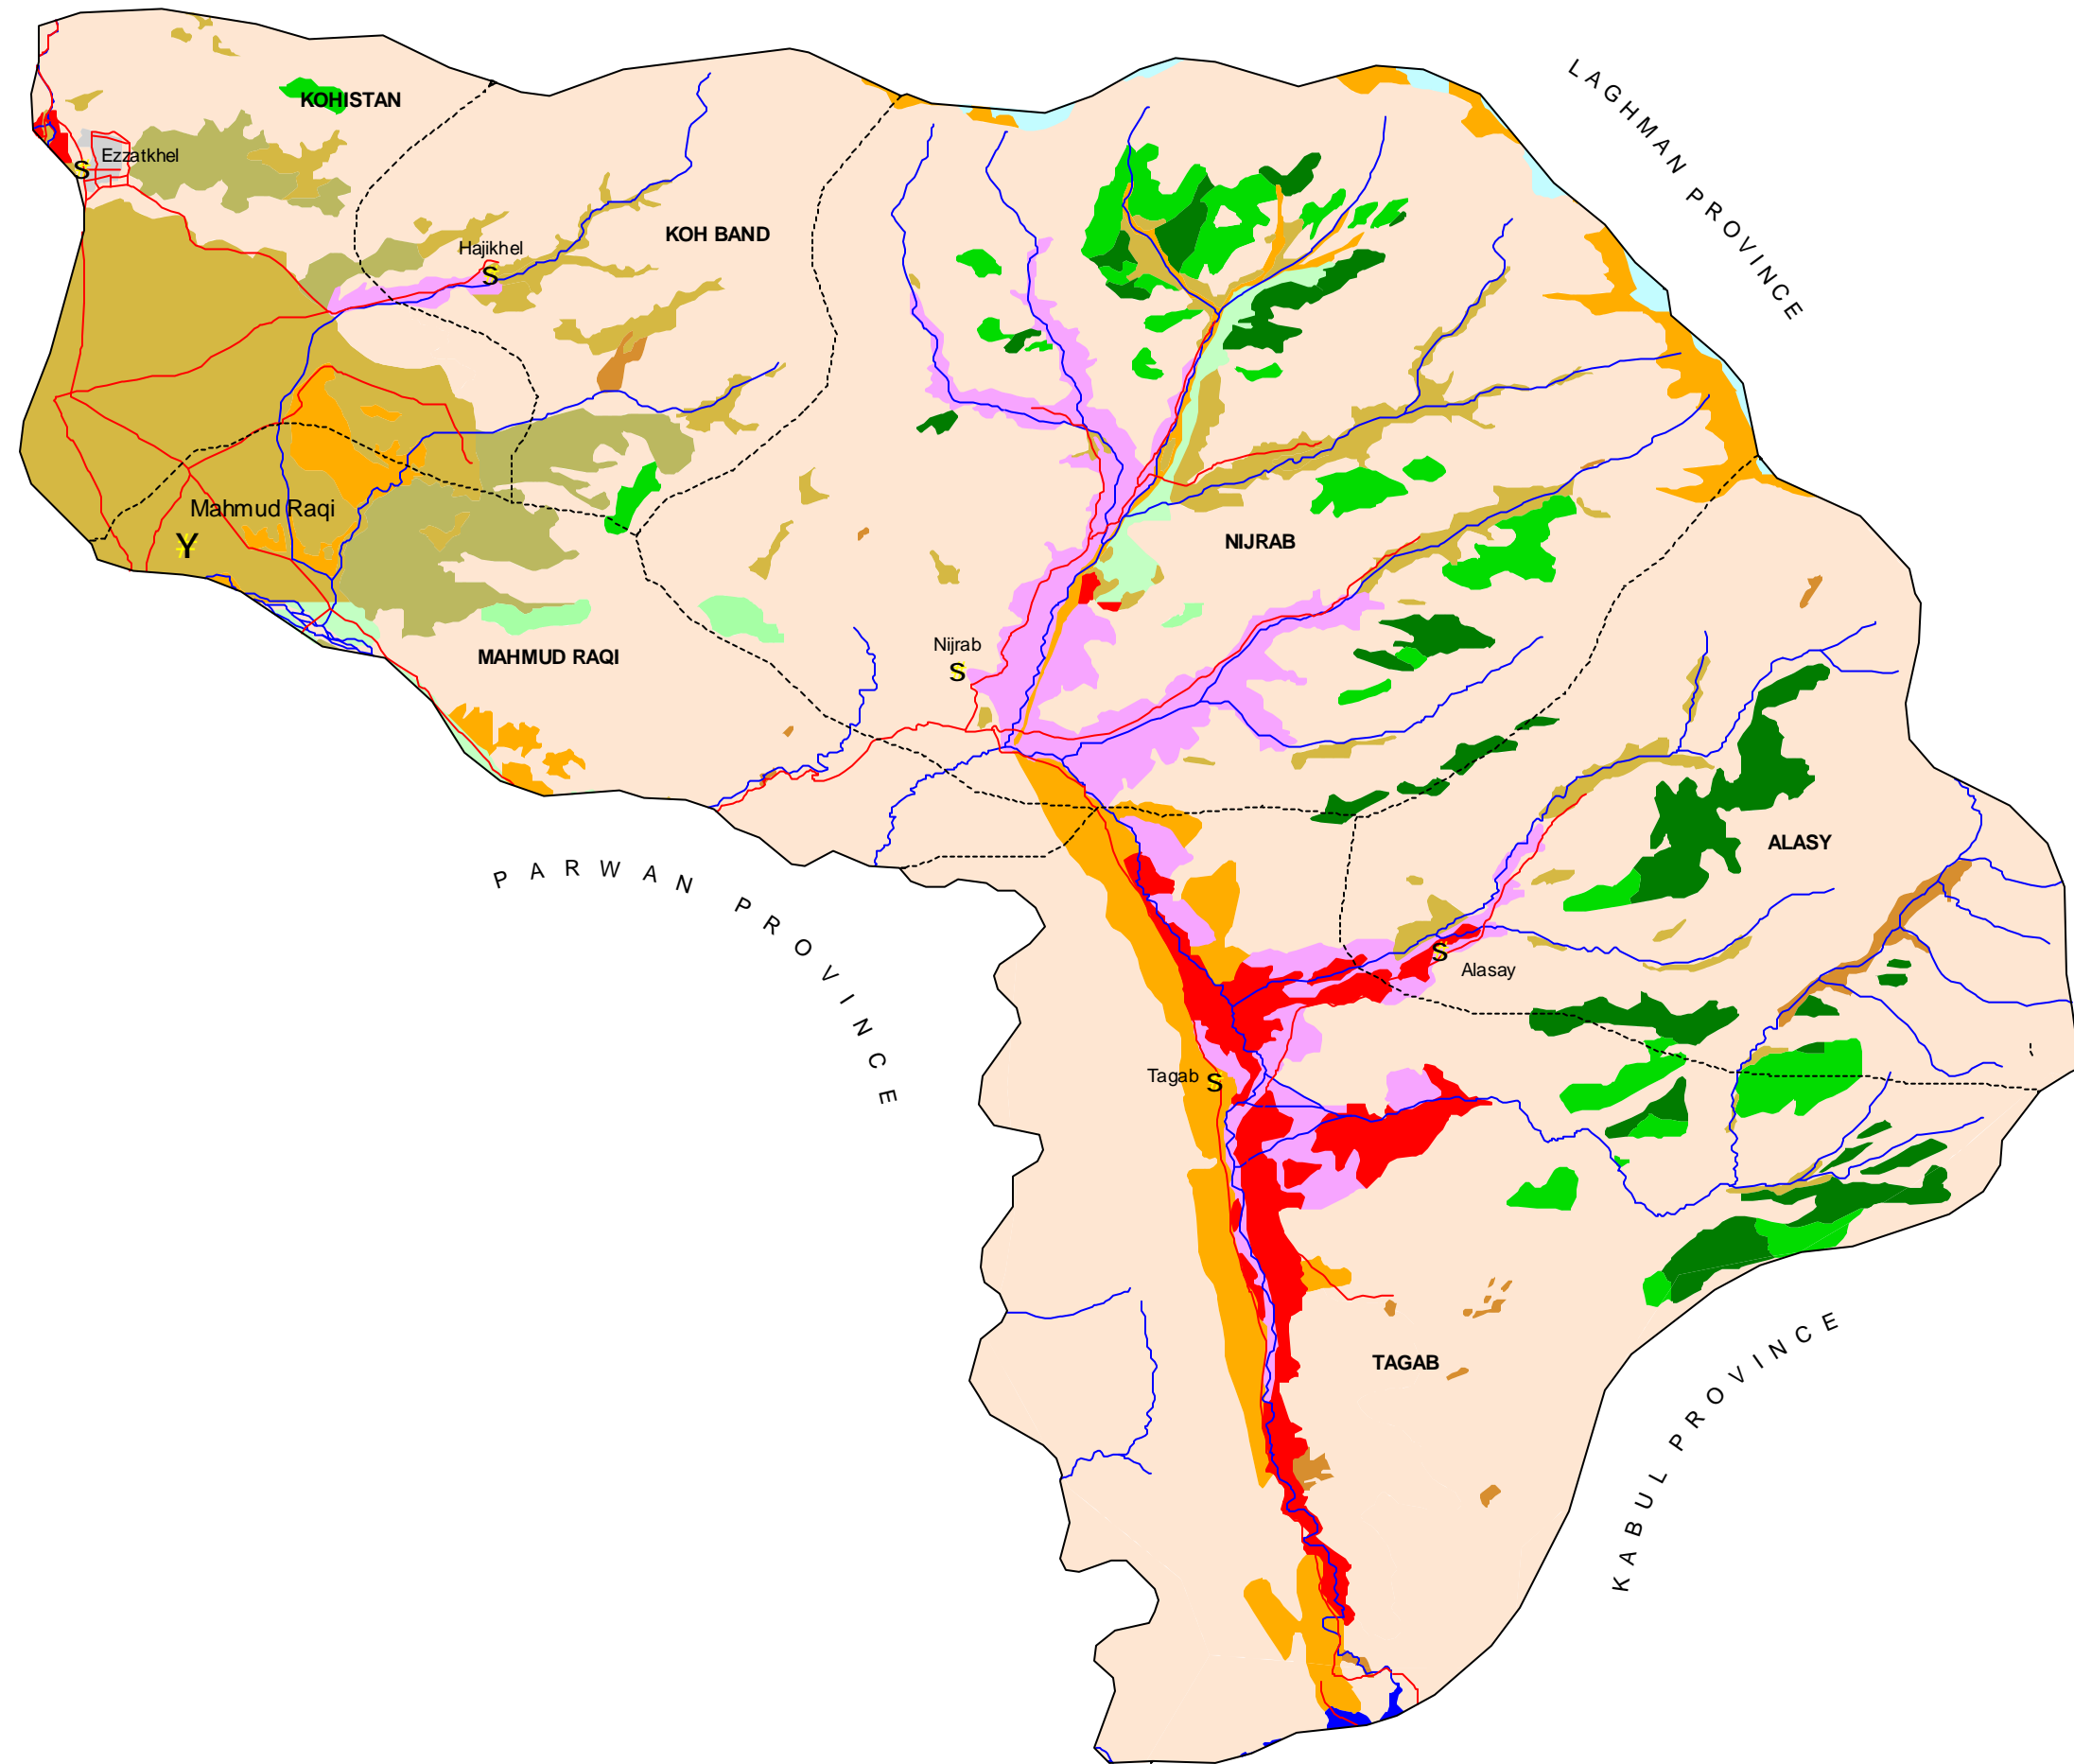 LAGHMAN PROVINCE
KOHISTAN
Ezzatkhel
S
KOH BAND
Hajikhel
S
Mahmud Raqi
Y
NIJRAB
MAHMUD RAQI
Nijrab
S
ALASY
PARWAN PROVINCE
S
Alasay
Tagab S
TAGAB
KABUL PROVINCE